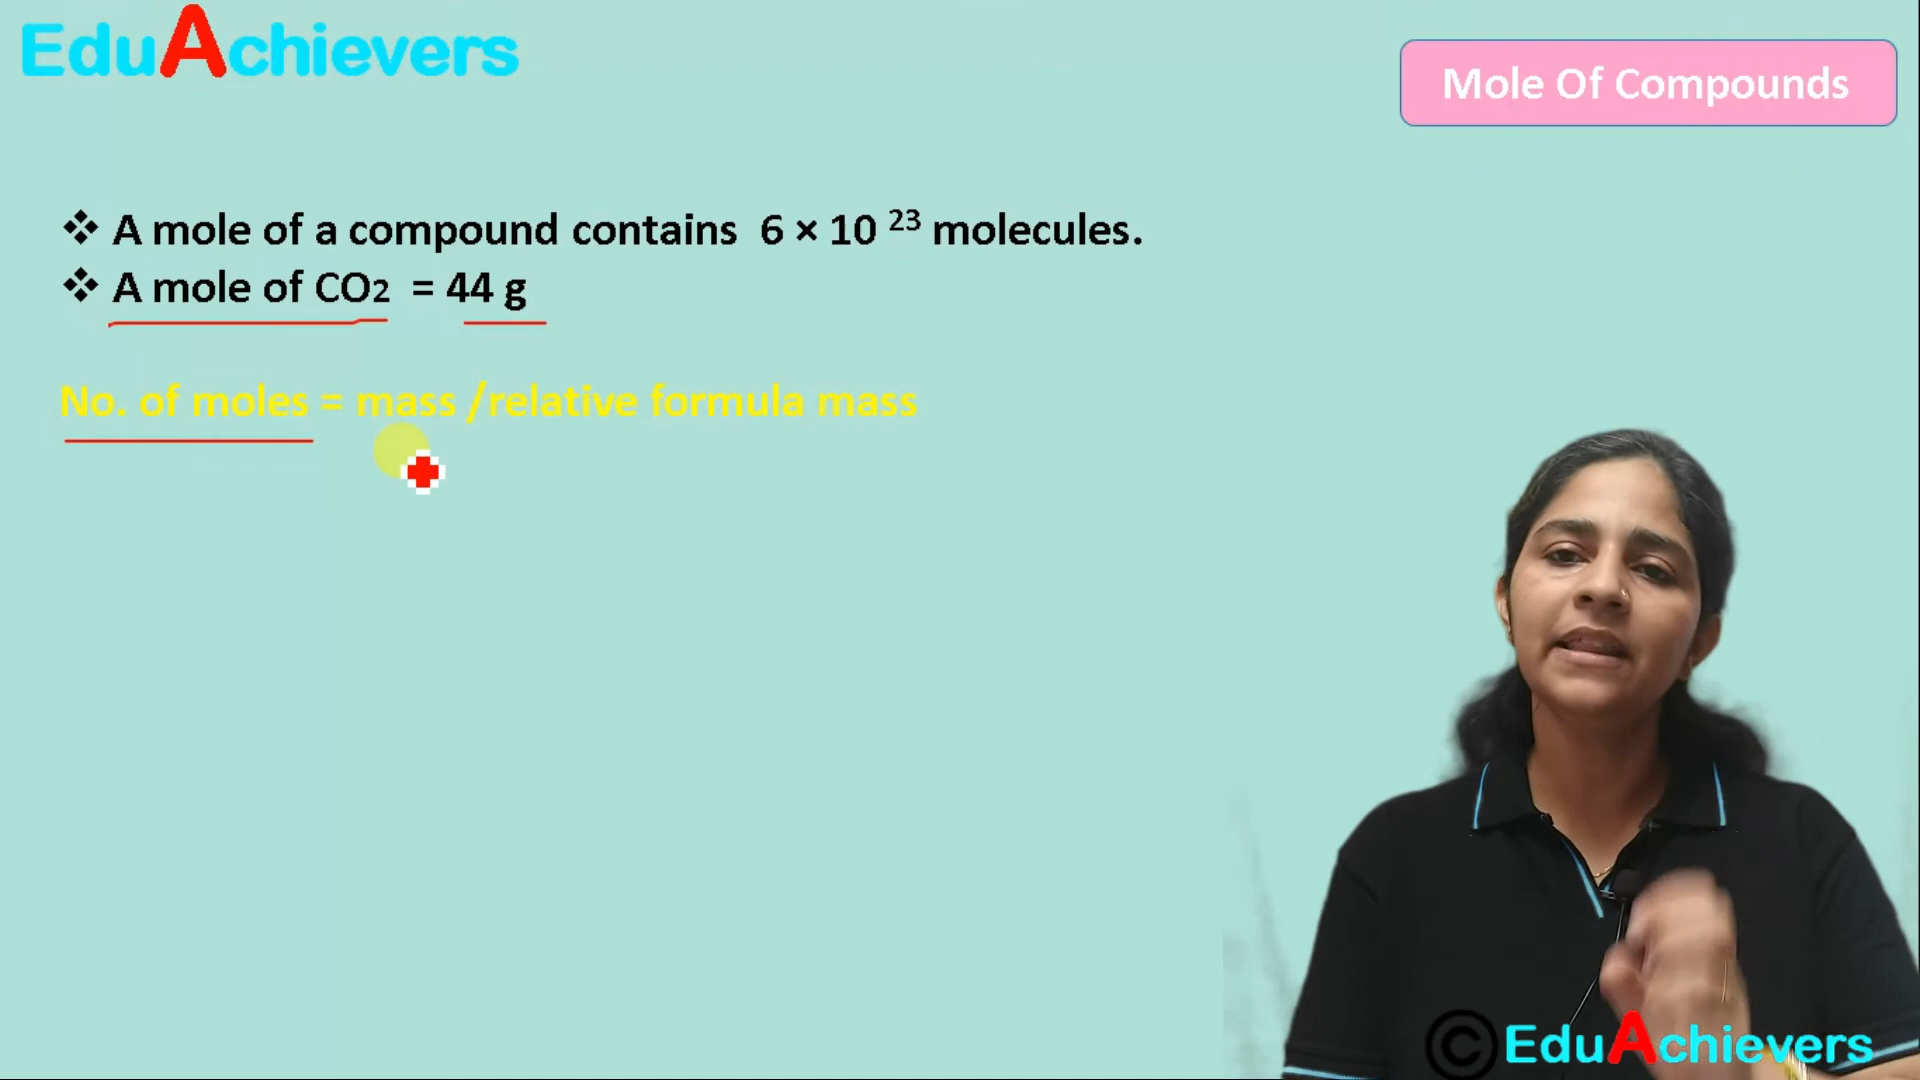 EduAchievers
Mole Of Compounds
❖ A mole of a compound contains 6 × 10 ²³ molecules.
❖ A mole of CO2 = 44 g
No. of moles = mass /relative formula mass
© EduAchievers